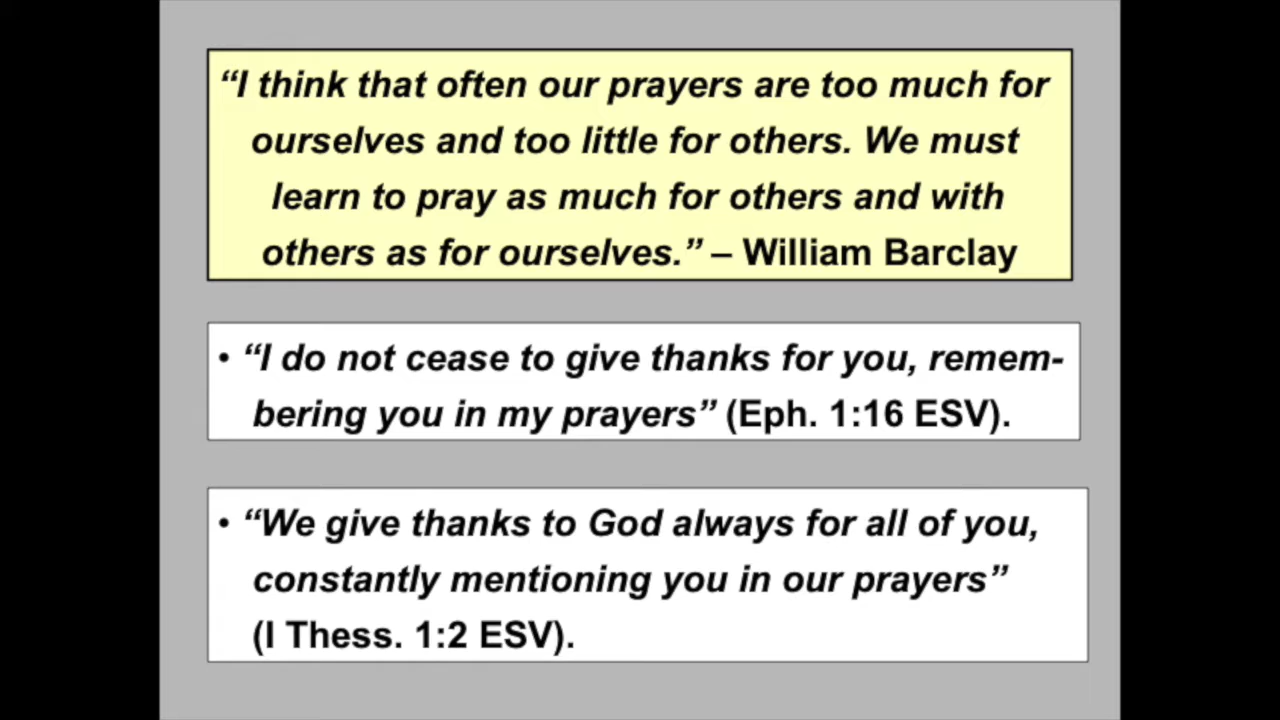 “I think that often our prayers are too much for
ourselves and too little for others. We must
learn to pray as much for others and with
others as for ourselves.” – William Barclay
• “I do not cease to give thanks for you, remem-
bering you in my prayers” (Eph. 1:16 ESV).
• “We give thanks to God always for all of you,
constantly mentioning you in our prayers”
(I Thess. 1:2 ESV).